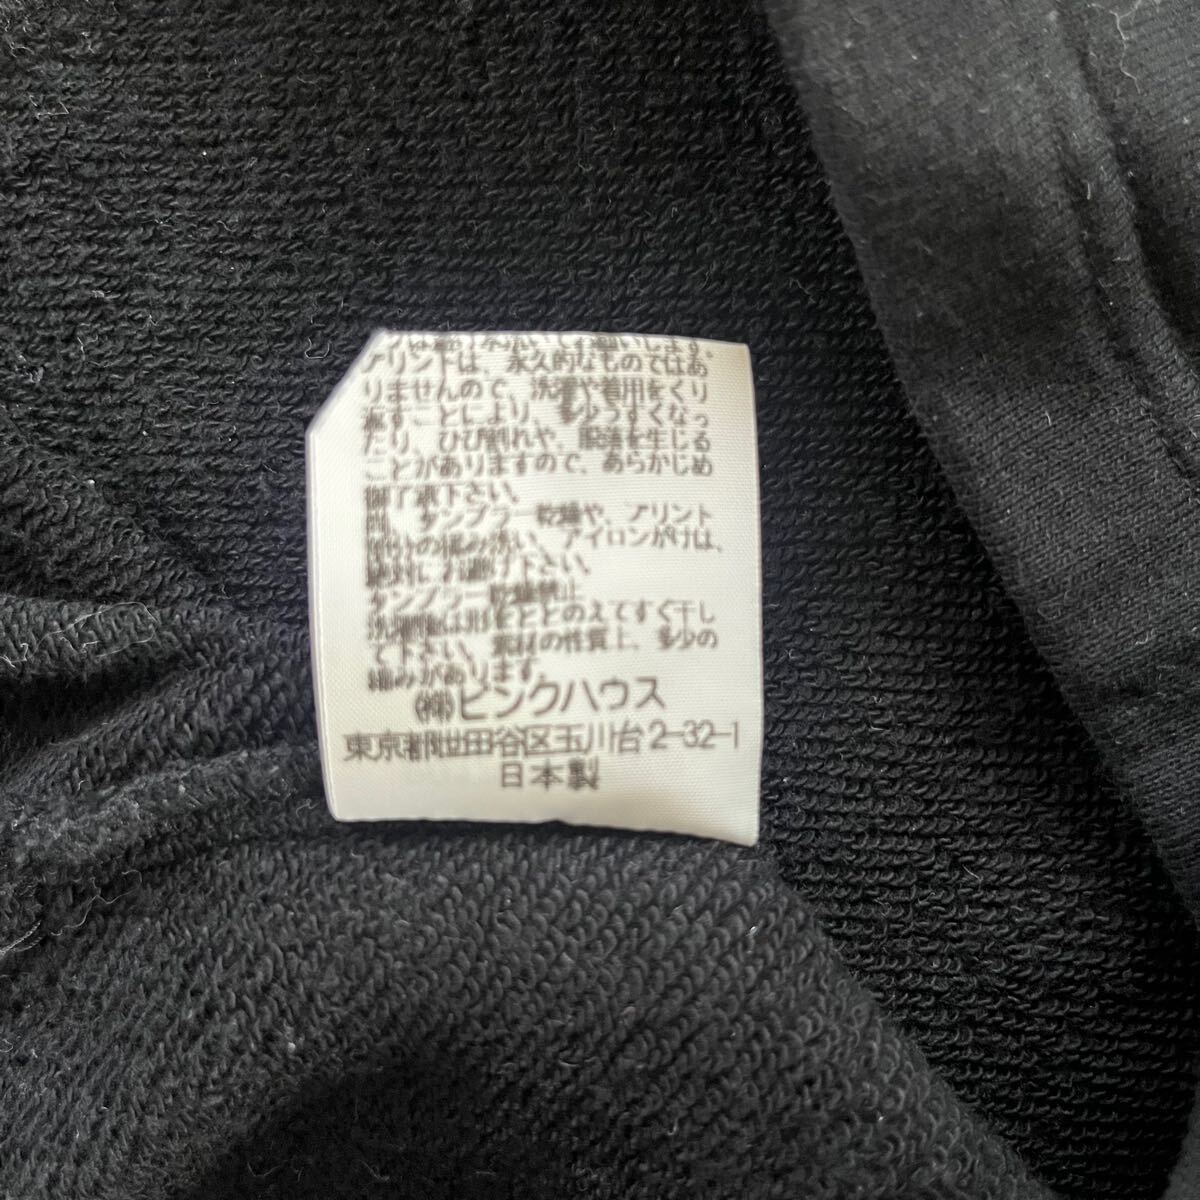 プリントは、永久的なものではあ
りませんので、洗濯や着用をくり
返すことにより、多少うすくなっ
たり、ひび割れや、脱落を生じる
ことがありますので、あらかじめ
御了承下さい。
尚、タンブラー乾燥や、プリント
部分の揉み洗い、アイロンがけは、
絶対にお避け下さい。
タンブラー乾燥禁止
洗濯後は形をととのえてすぐ干し
て下さい。素材の性質上、多少の
縮みがあります。
㈱ピンクハウス
東京都世田谷区玉川台2-32-1
日本製